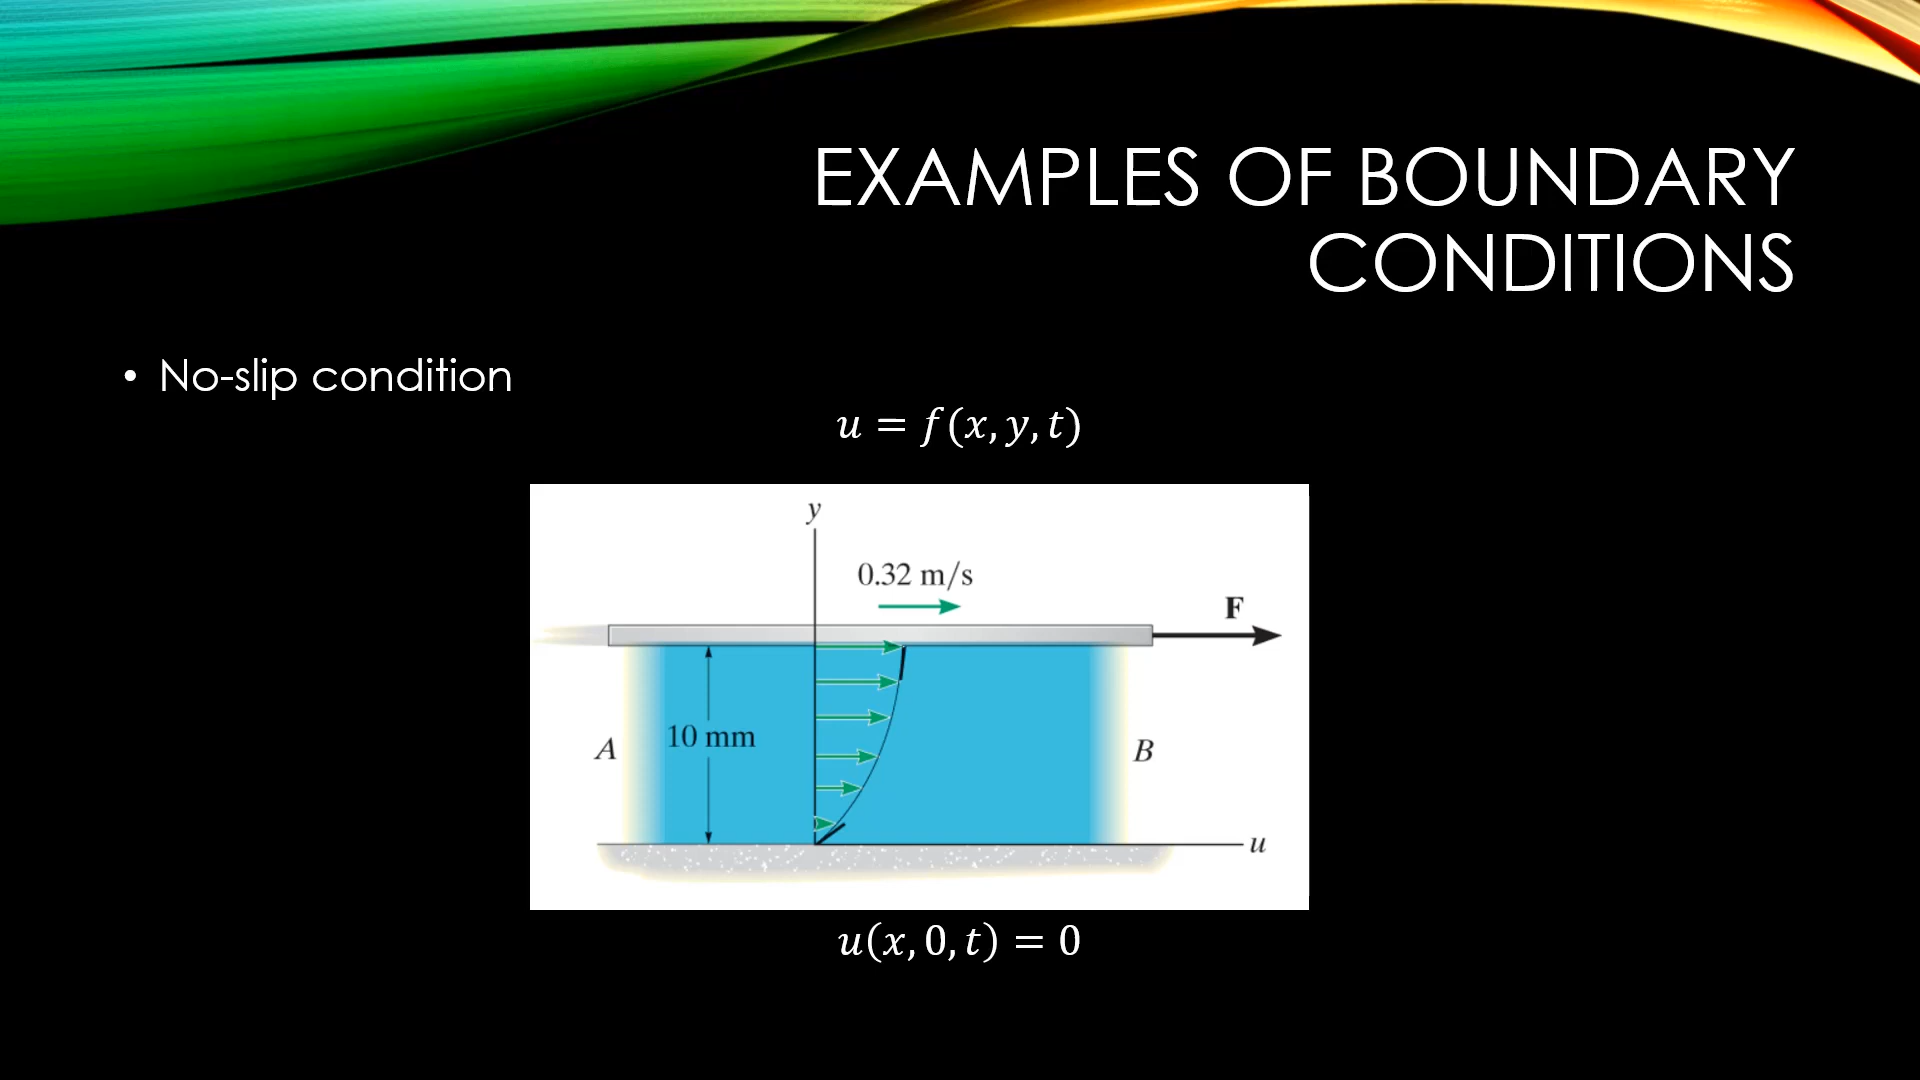 EXAMPLES OF BOUNDARY
CONDITIONS
• No-slip condition
u = f(x, y, t)
y
0.32 m/s
F
10 mm
A
B
u
u(x, 0, t) = 0